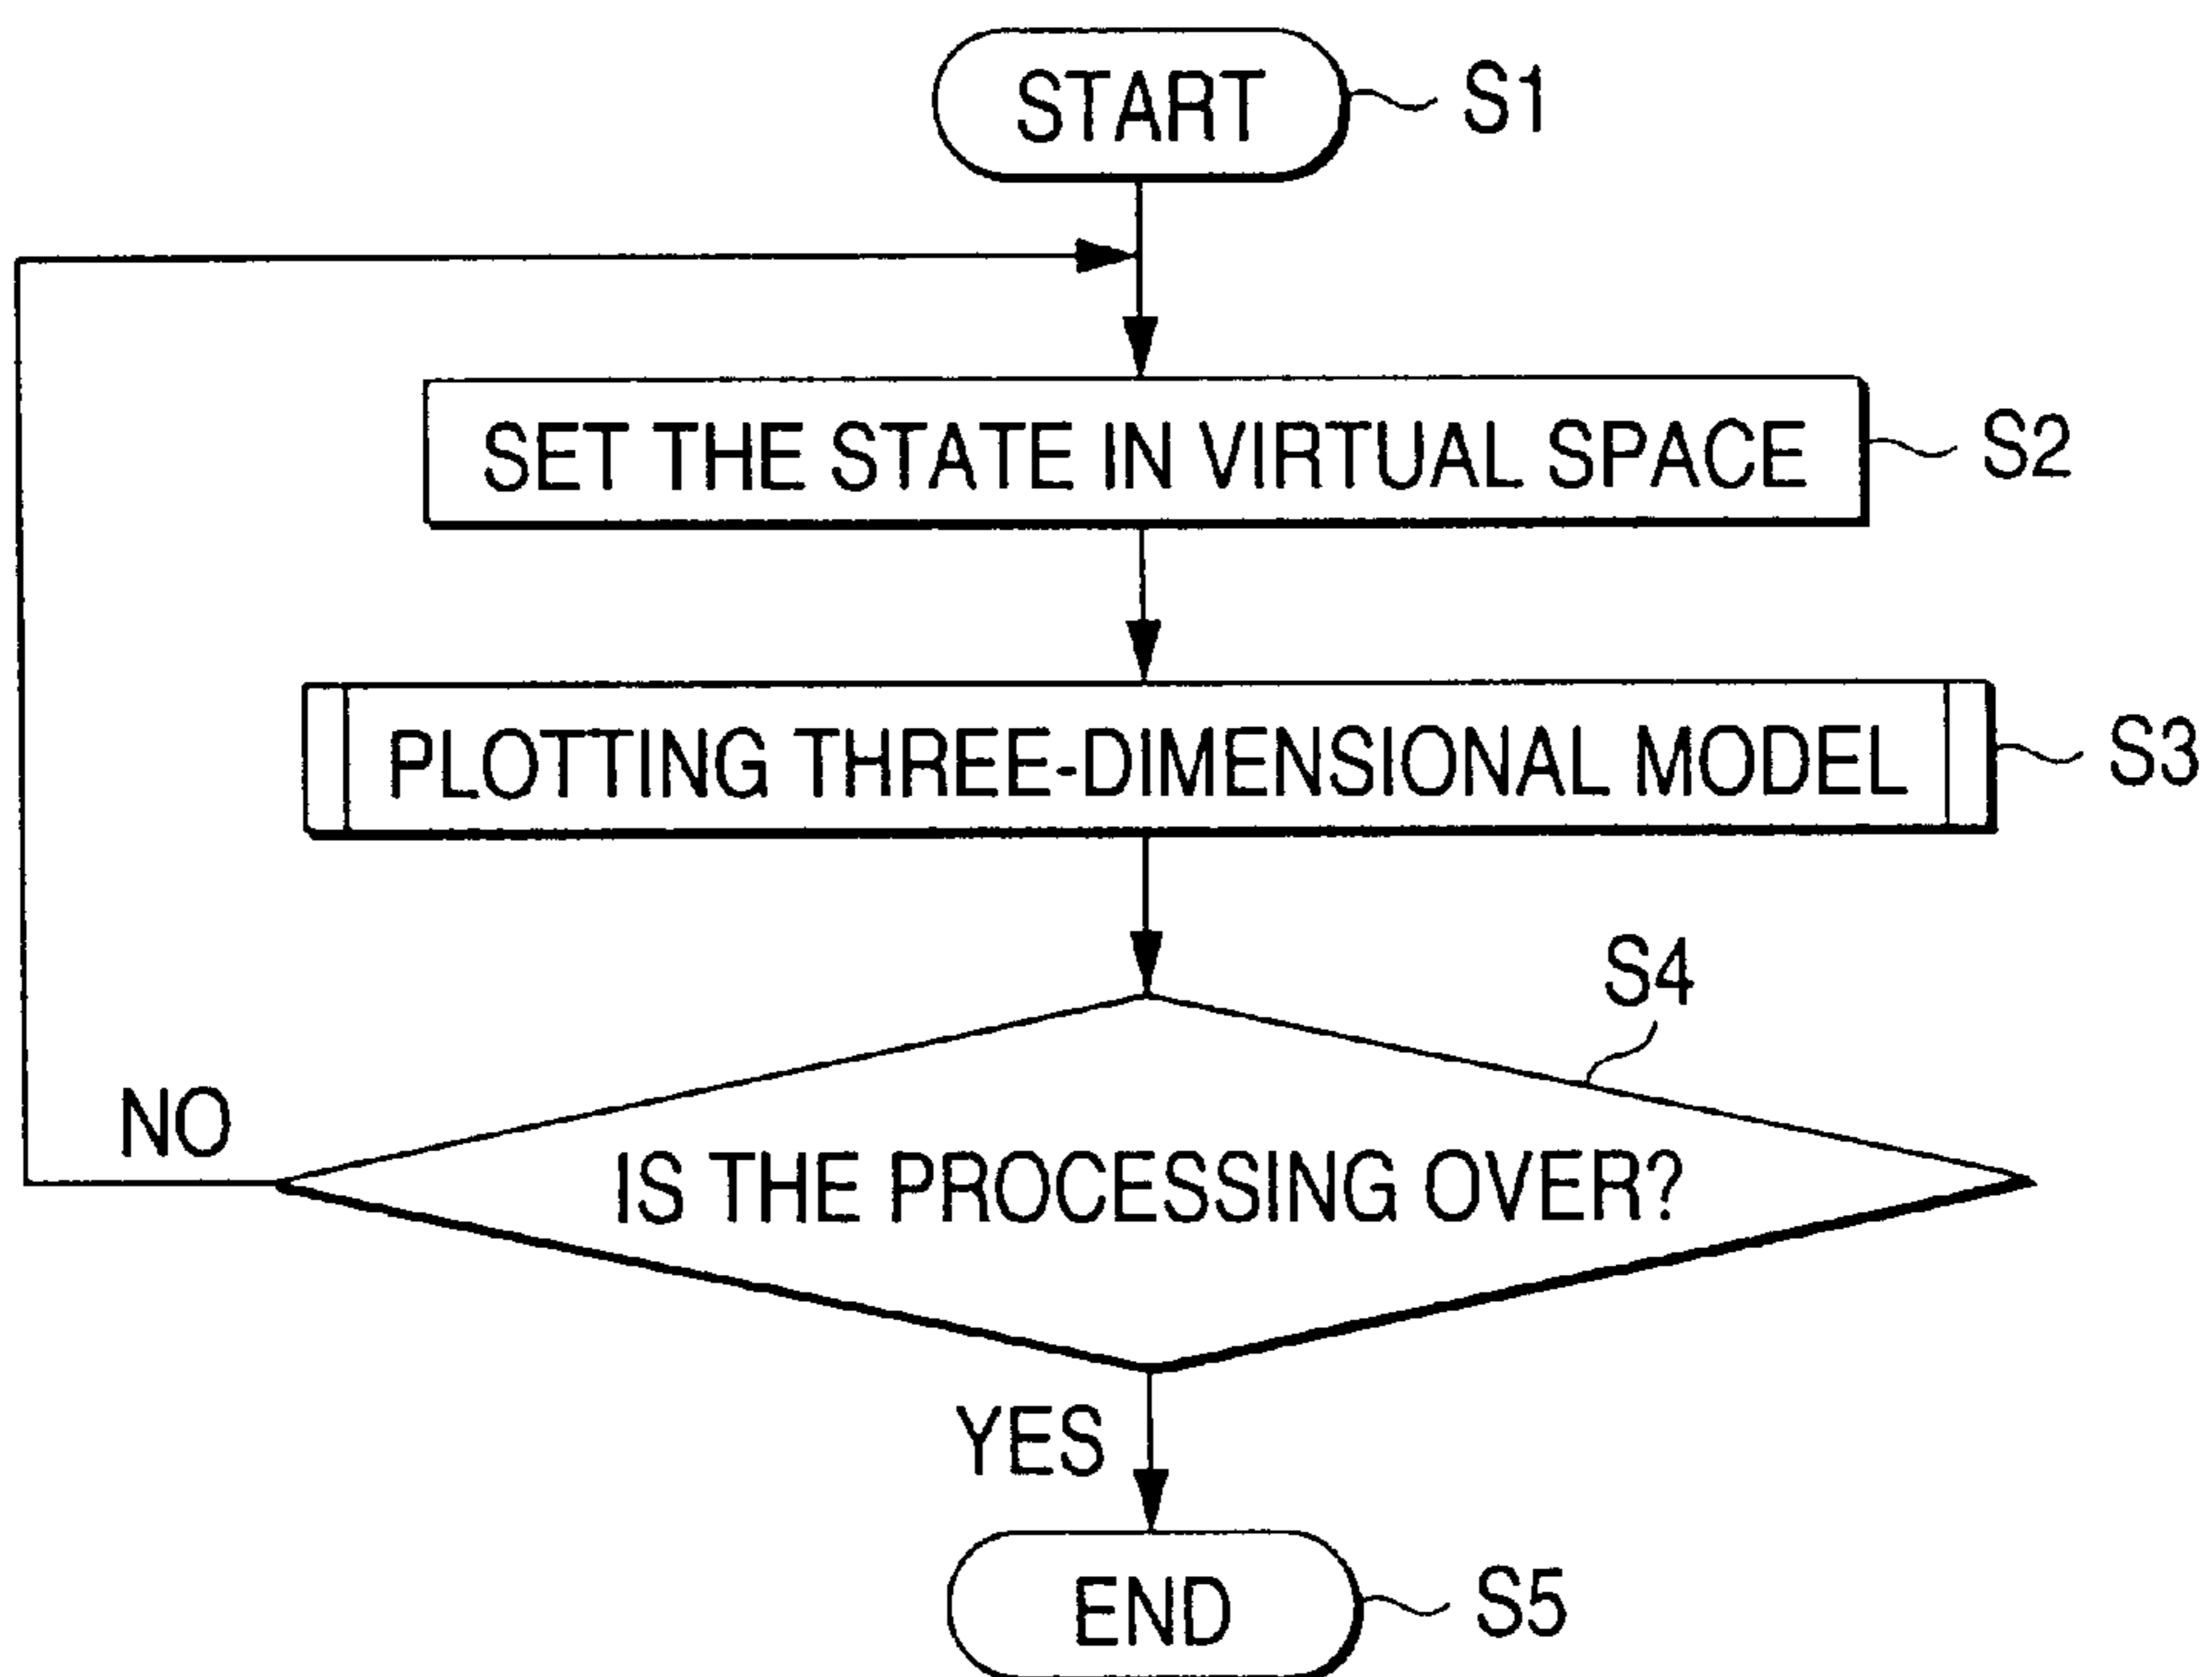 START
S1
SET THE STATE IN VIRTUAL SPACE
S2
PLOTTING THREE-DIMENSIONAL MODEL
S3
S4
NO
IS THE PROCESSING OVER?
YES
END
S5